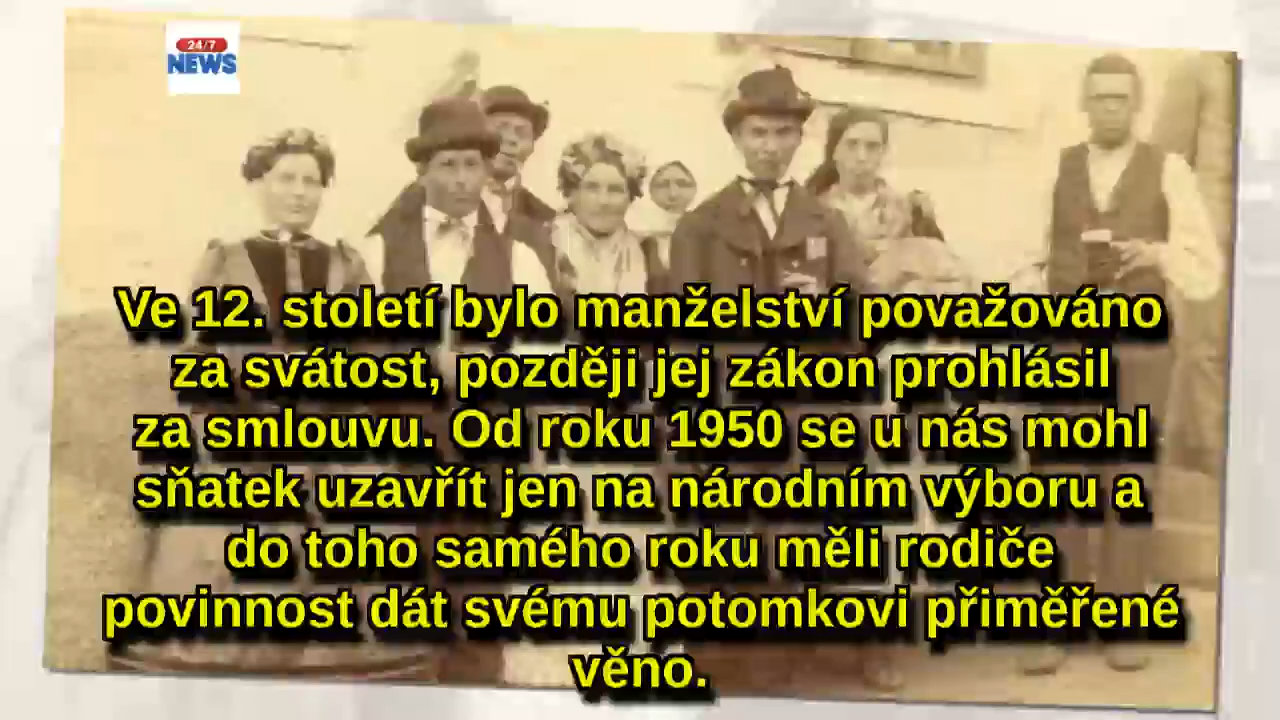 24/7
NEWS
Ve 12. století bylo manželství považováno
za svátost, později jej zákon prohlásil
za smlouvu. Od roku 1950 se u nás mohl
sňatek uzavřít jen na národním výboru a
do toho samého roku měli rodiče
povinnost dát svému potomkovi přiměřené
věno.